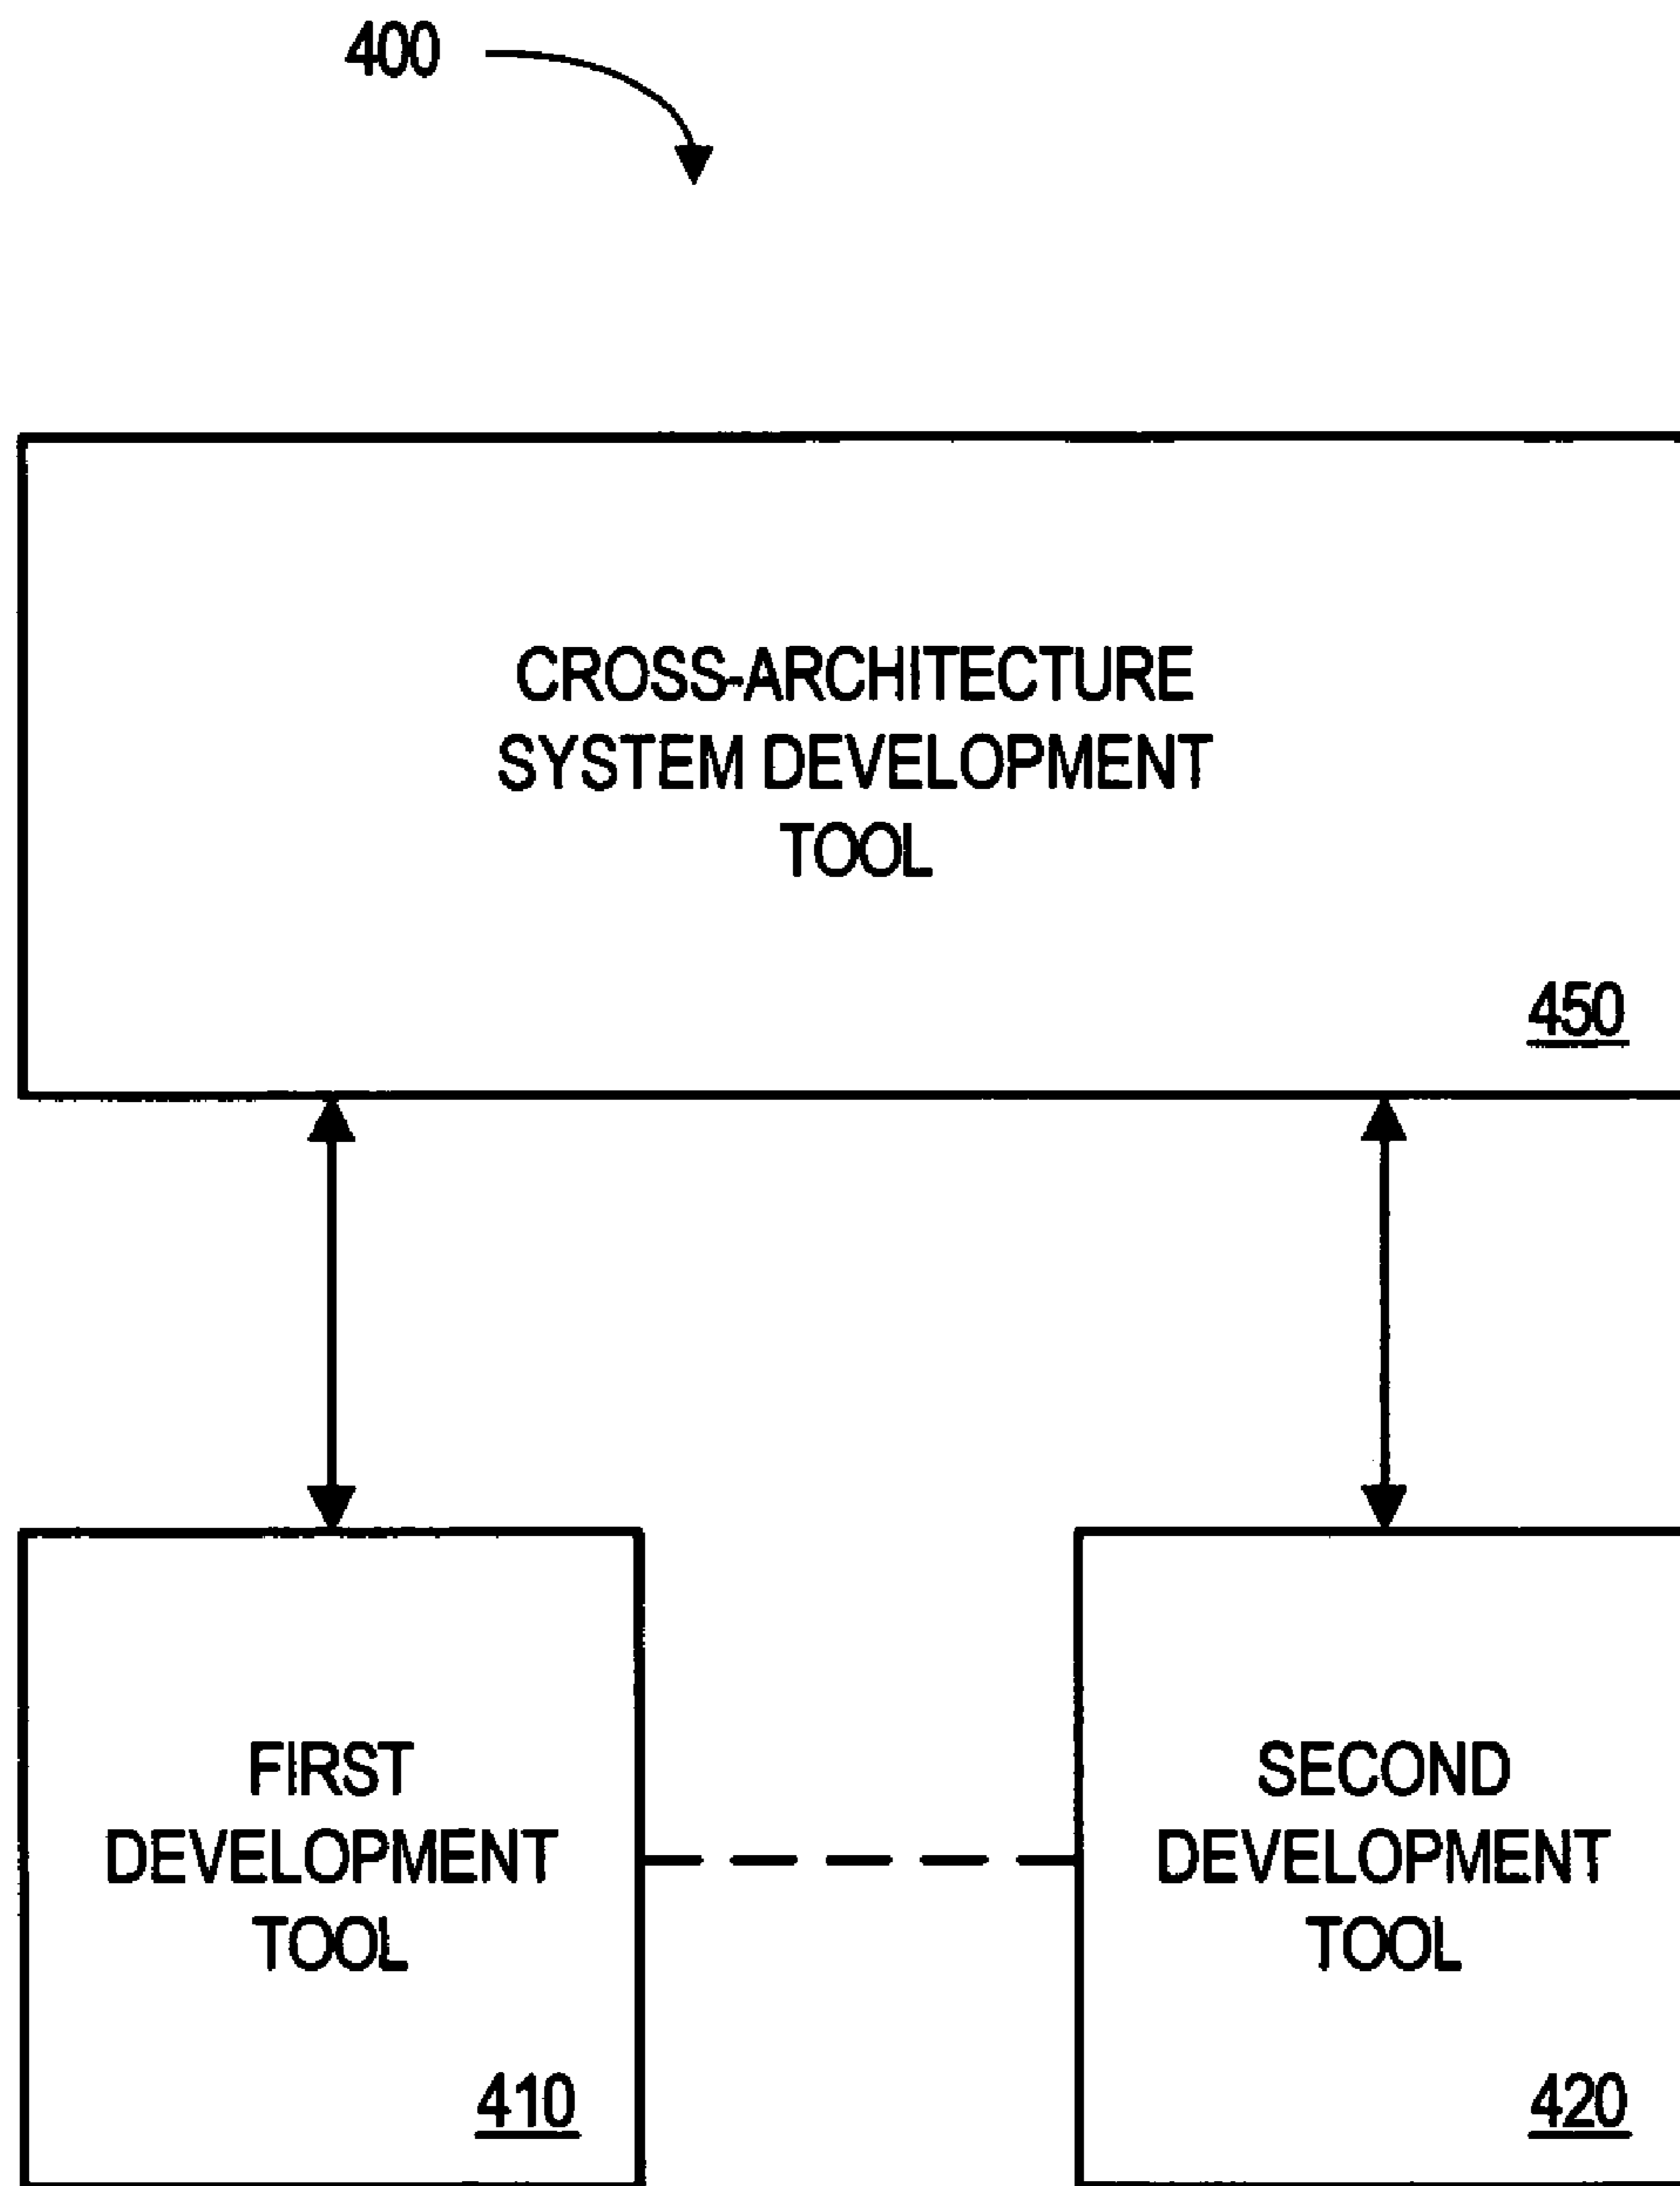 400
CROSS-ARCHITECTURE
SYSTEM DEVELOPMENT
TOOL
450
FIRST
DEVELOPMENT
TOOL
410
SECOND
DEVELOPMENT
TOOL
420